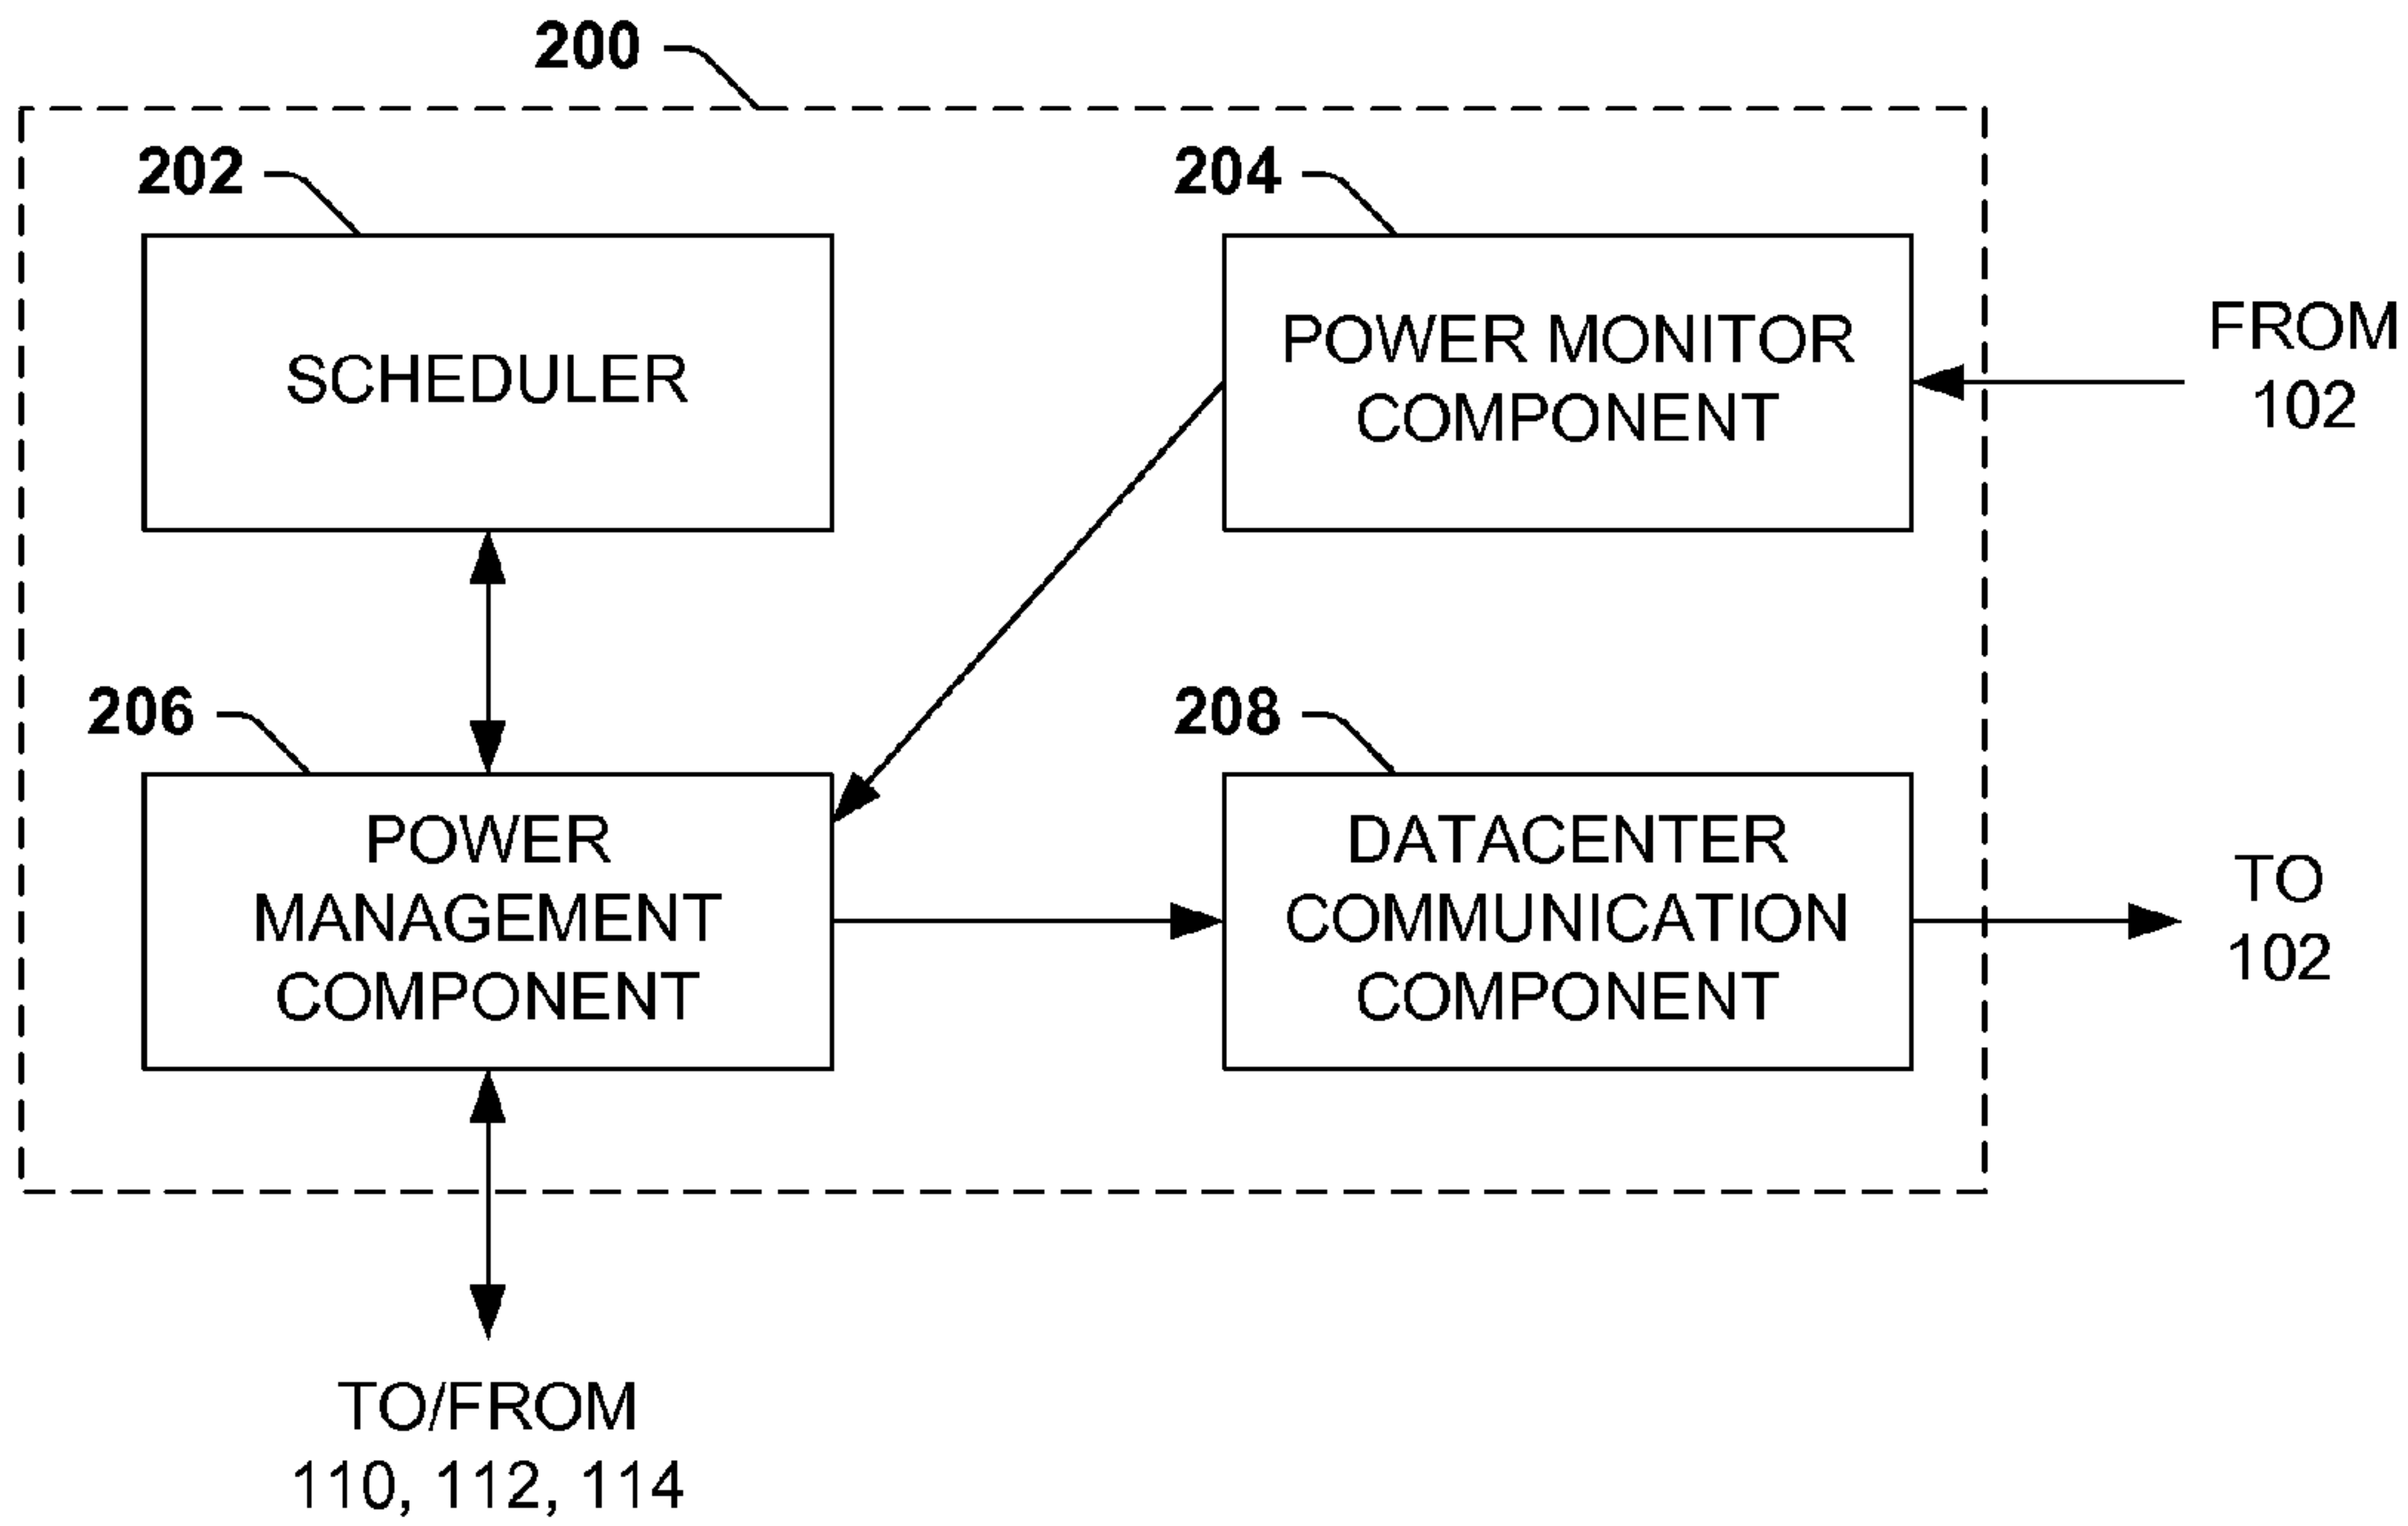 200
202
204
SCHEDULER
POWER MONITOR
COMPONENT
FROM
102
206
208
POWER
MANAGEMENT
COMPONENT
DATACENTER
COMMUNICATION
COMPONENT
TO
102
TO/FROM
110, 112, 114